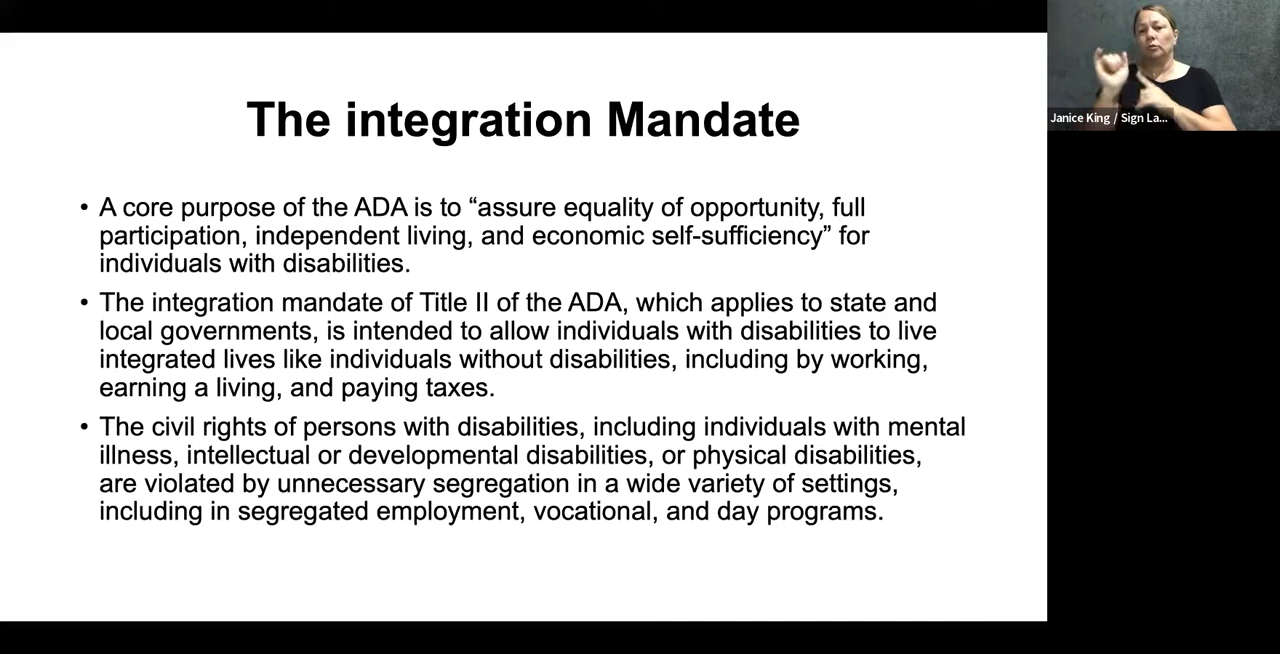 The integration Mandate
• A core purpose of the ADA is to “assure equality of opportunity, full
participation, independent living, and economic self-sufficiency” for
individuals with disabilities.
• The integration mandate of Title II of the ADA, which applies to state and
local governments, is intended to allow individuals with disabilities to live
integrated lives like individuals without disabilities, including by working,
earning a living, and paying taxes.
• The civil rights of persons with disabilities, including individuals with mental
illness, intellectual or developmental disabilities, or physical disabilities,
are violated by unnecessary segregation in a wide variety of settings,
including in segregated employment, vocational, and day programs.
Janice King / Sign La...